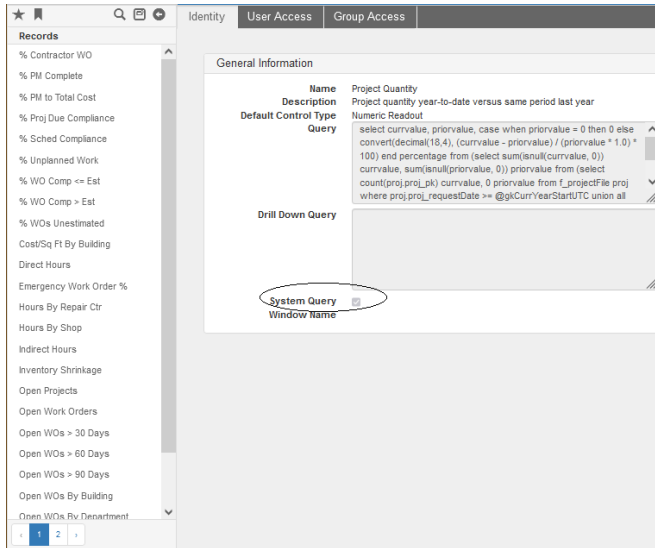 Records
% Contractor WO
% PM Complete
% PM to Total Cost
% Proj Due Compliance
% Sched Compliance
% Unplanned Work
% WO Comp <= Est
% WO Comp > Est
% WOs Unestimated
Cost/Sq Ft By Building
Direct Hours
Emergency Work Order %
Hours By Repair Ctr
Hours By Shop
Indirect Hours
Inventory Shrinkage
Open Projects
Open Work Orders
Open WOs > 30 Days
Open WOs > 60 Days
Open WOs > 90 Days
Open WOs By Building
Open WOs By Department
‹ 1 2 ›
Identity User Access Group Access
General Information
Name Project Quantity
Description Project quantity year-to-date versus same period last year
Default Control Type Numeric Readout
Query select currvalue, priorvalue, case when priorvalue = 0 then 0 else
convert(decimal(18,4), (currvalue - priorvalue) / (priorvalue * 1.0) *
100) end percentage from (select sum(isnull(currvalue, 0))
currvalue, sum(isnull(priorvalue, 0)) priorvalue from (select
count(proj.proj_pk) currvalue, 0 priorvalue from f_projectFile proj
where proj.proj_requestDate >= @gkCurrYearStartUTC union all
Drill Down Query
System Query
Window Name